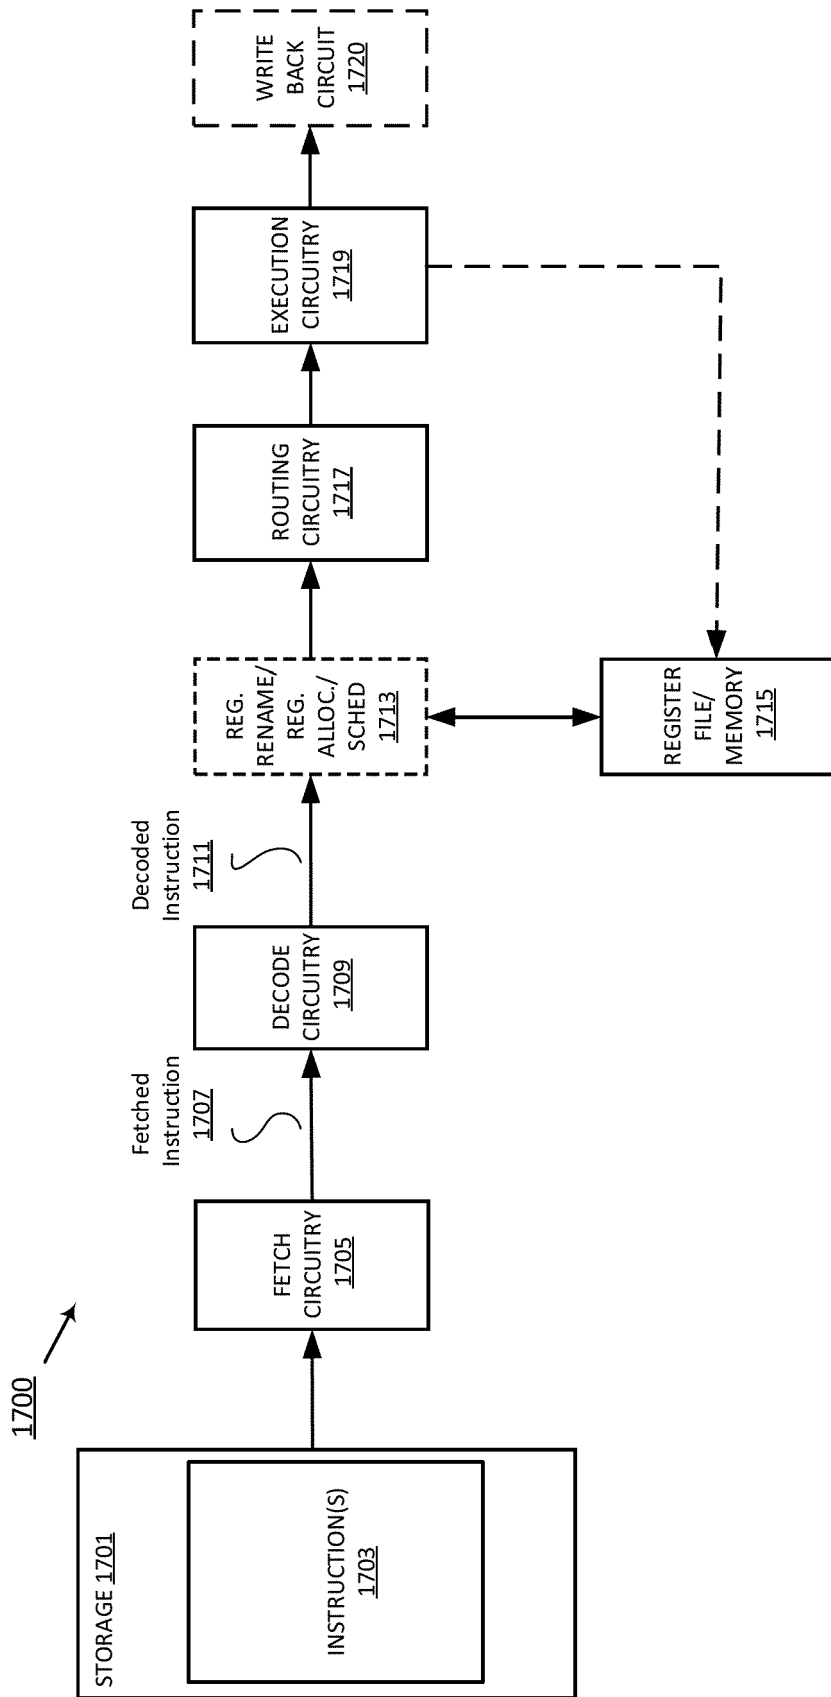 1700
STORAGE 1701
INSTRUCTION(S)
1703
FETCH
CIRCUITRY
1705
Fetched
Instruction
1707
DECODE
CIRCUITRY
1709
Decoded
Instruction
1711
REG.
RENAME/
REG.
ALLOC./
SCHED
1713
REGISTER
FILE/
MEMORY
1715
ROUTING
CIRCUITRY
1717
EXECUTION
CIRCUITRY
1719
WRITE
BACK
CIRCUIT
1720